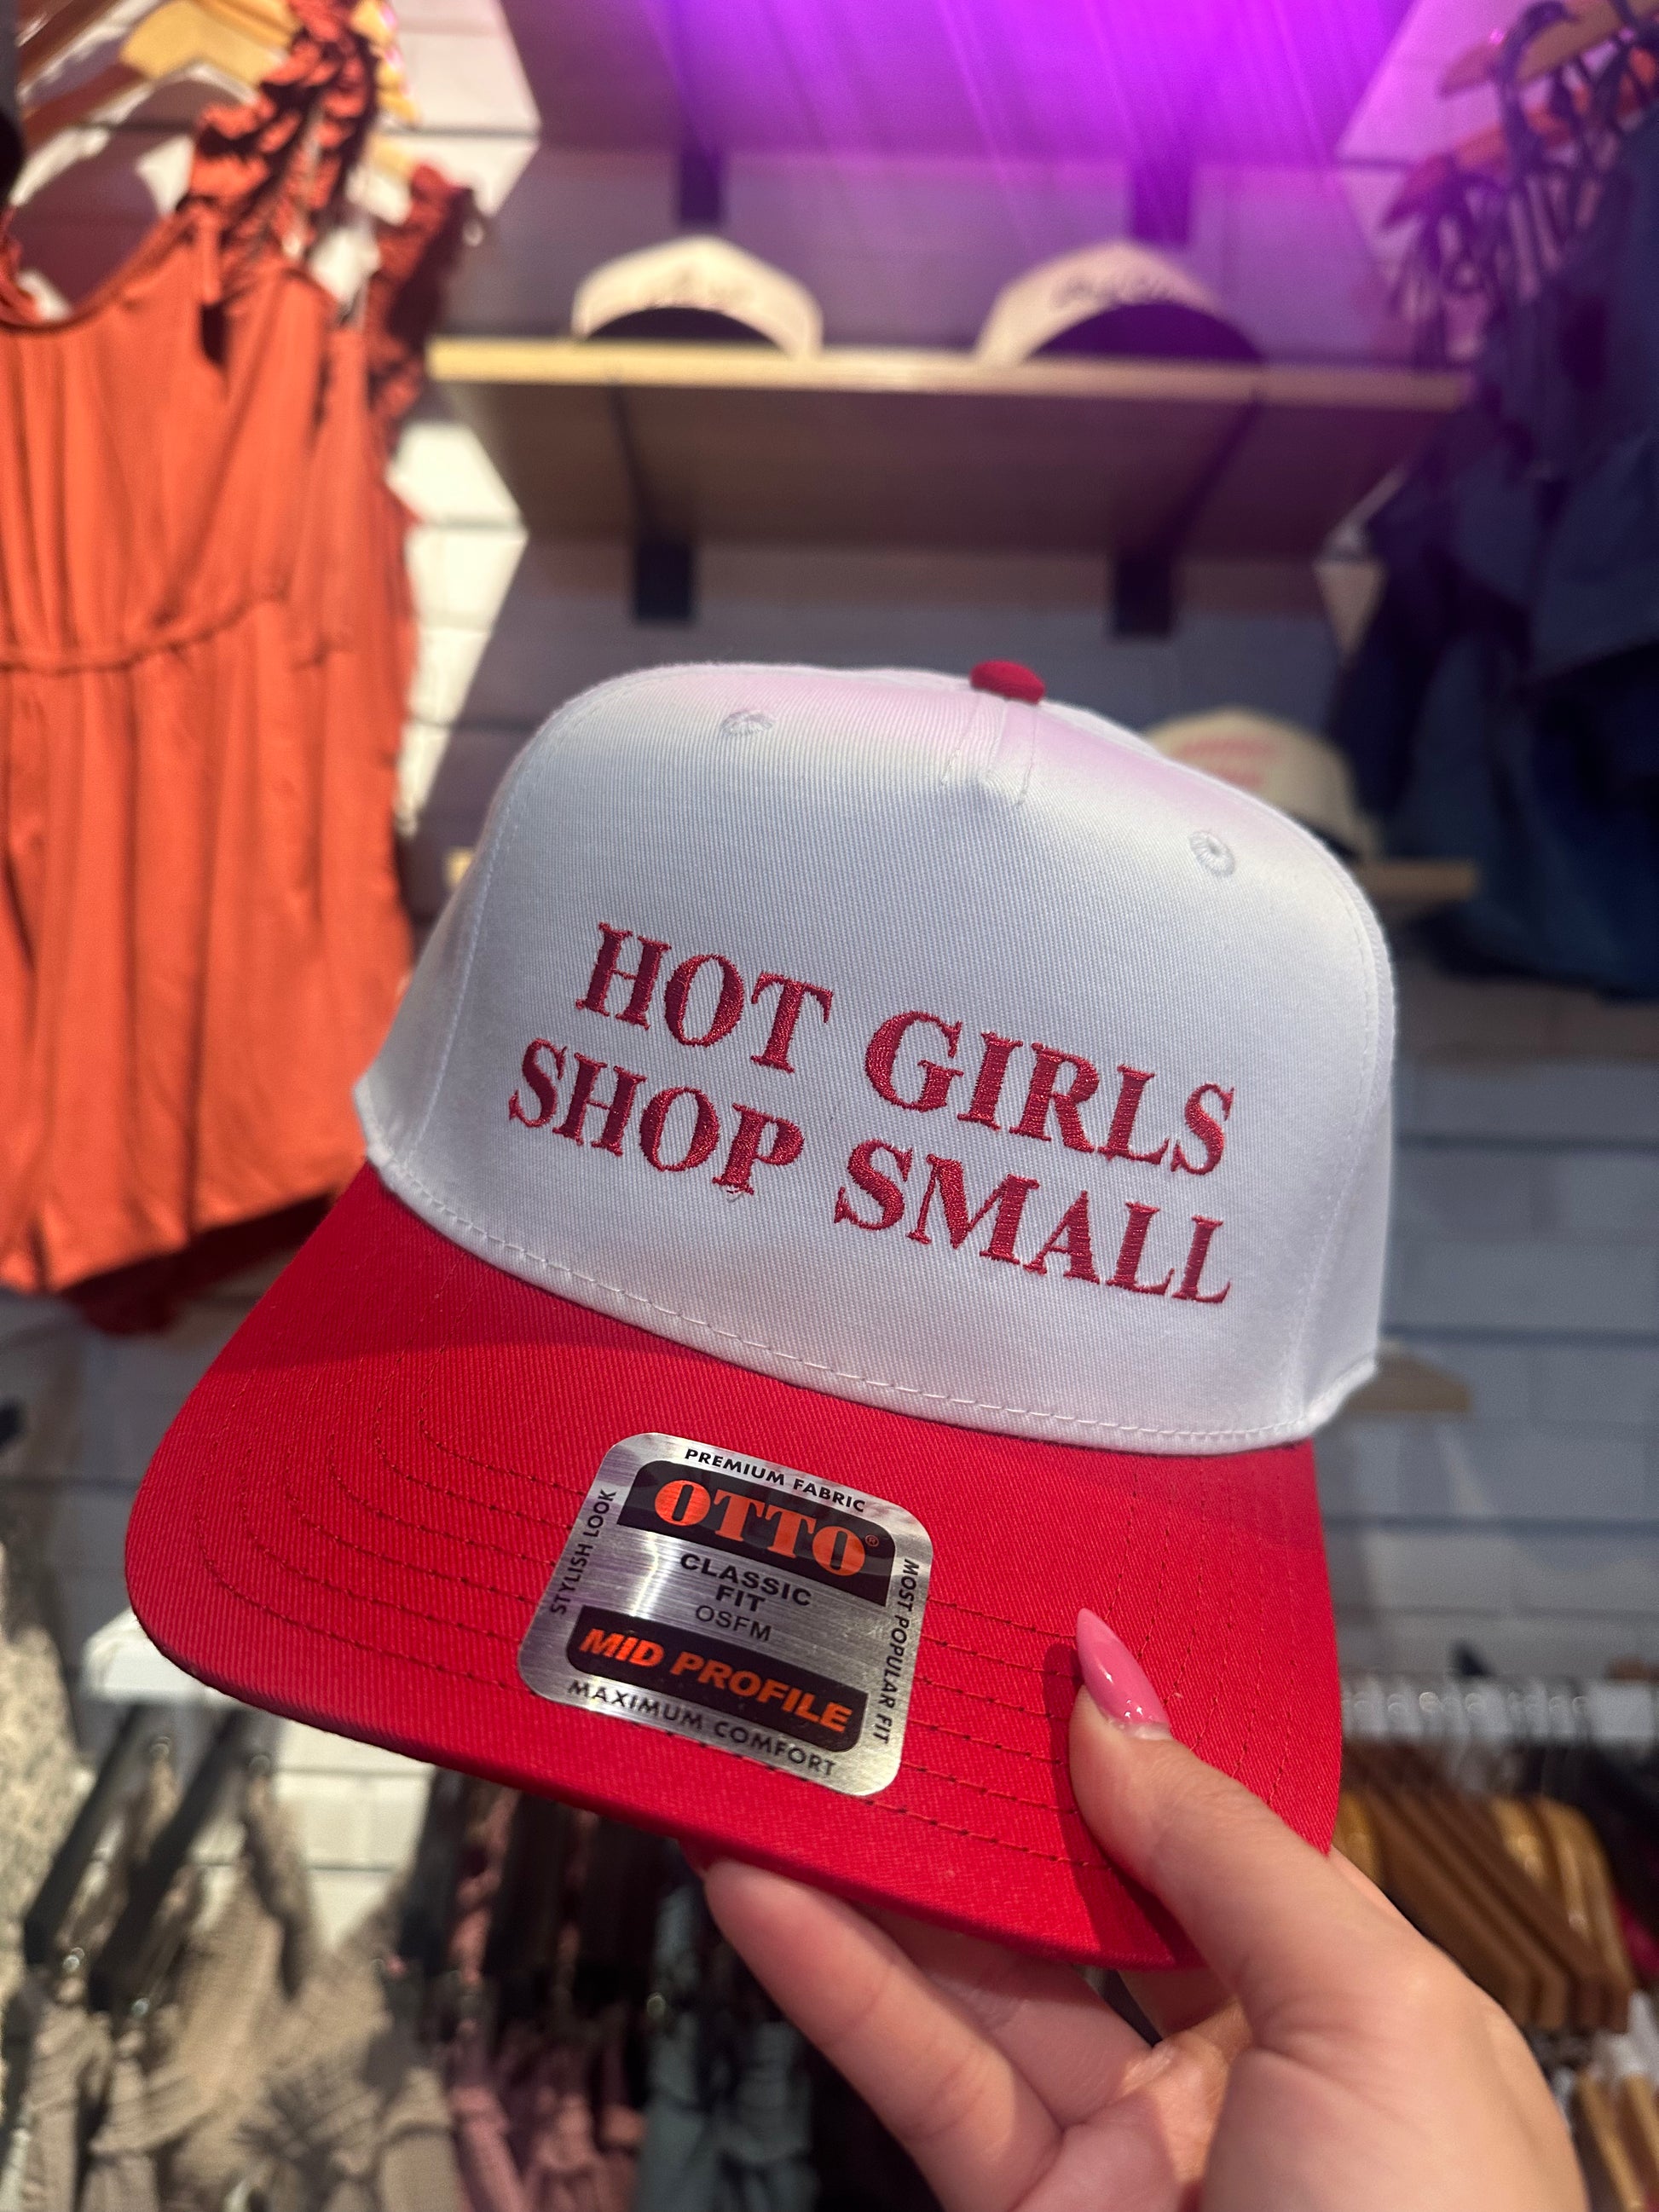 HOT GIRLS
SHOP SMALL
PREMIUM FABRIC
OTTO®
STYLISH LOOK
CLASSIC
FIT
OSFM
MOST POPULAR FIT
MID PROFILE
MAXIMUM COMFORT